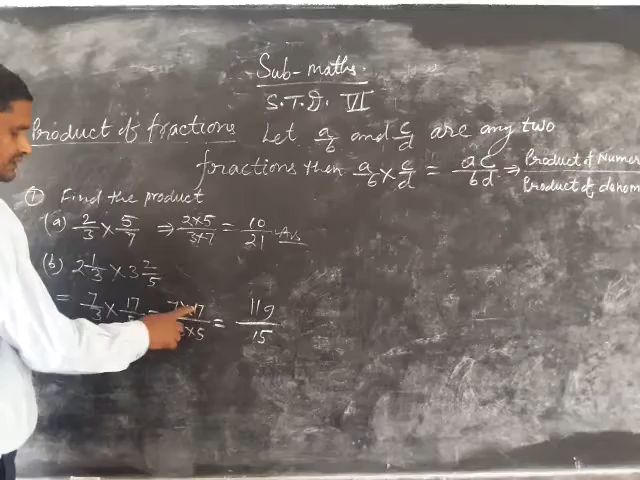 Sub-maths.
S.T.D. VI
Product of fractions Let a/b and c/d are any two
fractions then a/b × c/d = ac/bd ⇒ Product of Numer/Product of denom
① Find the product
(a) 2/3 × 5/7 ⇒ 2×5/3×7 = 10/21 Ans
(b) 2 1/3 × 3 2/5
= 7/3 × 17/ = 7×17/×5 = 119/15